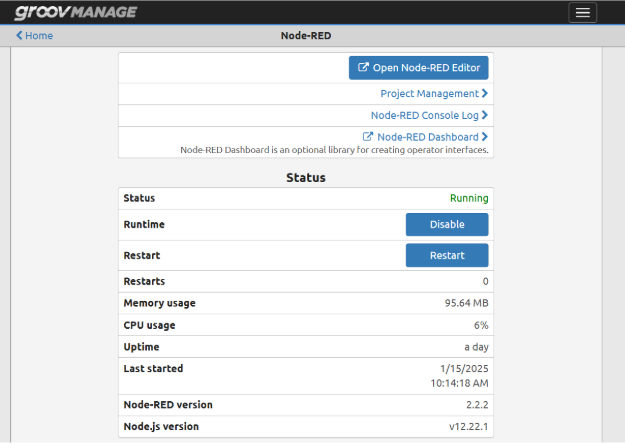 groovMANAGE
Home
Node-RED
Open Node-RED Editor
Project Management
Node-RED Console Log
Node-RED Dashboard
Node-RED Dashboard is an optional library for creating operator interfaces.
Status
Status Running
Runtime Disable
Restart Restart
Restarts 0
Memory usage 95.64 MB
CPU usage 6%
Uptime a day
Last started 1/15/2025
10:14:18 AM
Node-RED version 2.2.2
Node.js version v12.22.1